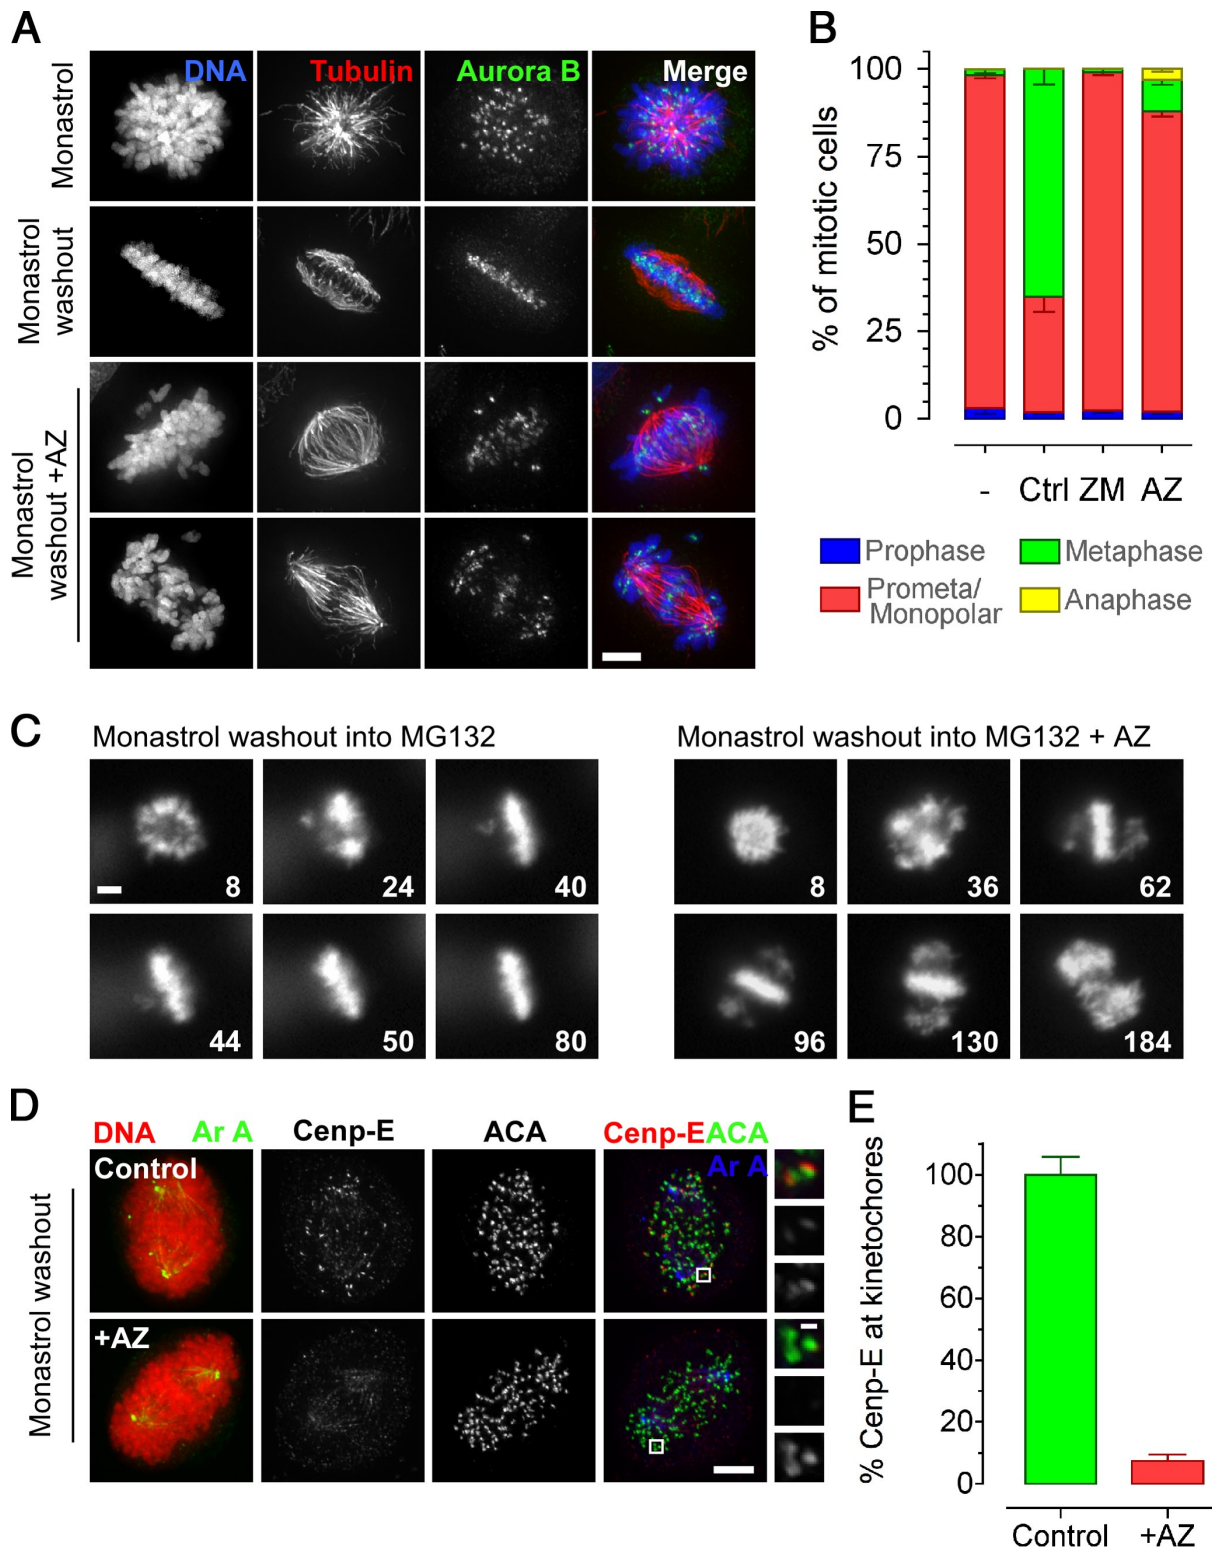 A
DNA Tubulin Aurora B Merge
Monastrol
Monastrol
washout
Monastrol
washout +AZ
B
% of mitotic cells
100
75
50
25
0
- Ctrl ZM AZ
Prophase Metaphase
Prometa/
Monopolar
Anaphase
C
Monastrol washout into MG132
8 24 40
44 50 80
Monastrol washout into MG132 + AZ
8 36 62
96 130 184
D
DNA Ar A Cenp-E ACA Cenp-E ACA
Ar A
Control
+AZ
Monastrol washout
E
% Cenp-E at kinetochores
100
80
60
40
20
0
Control +AZ